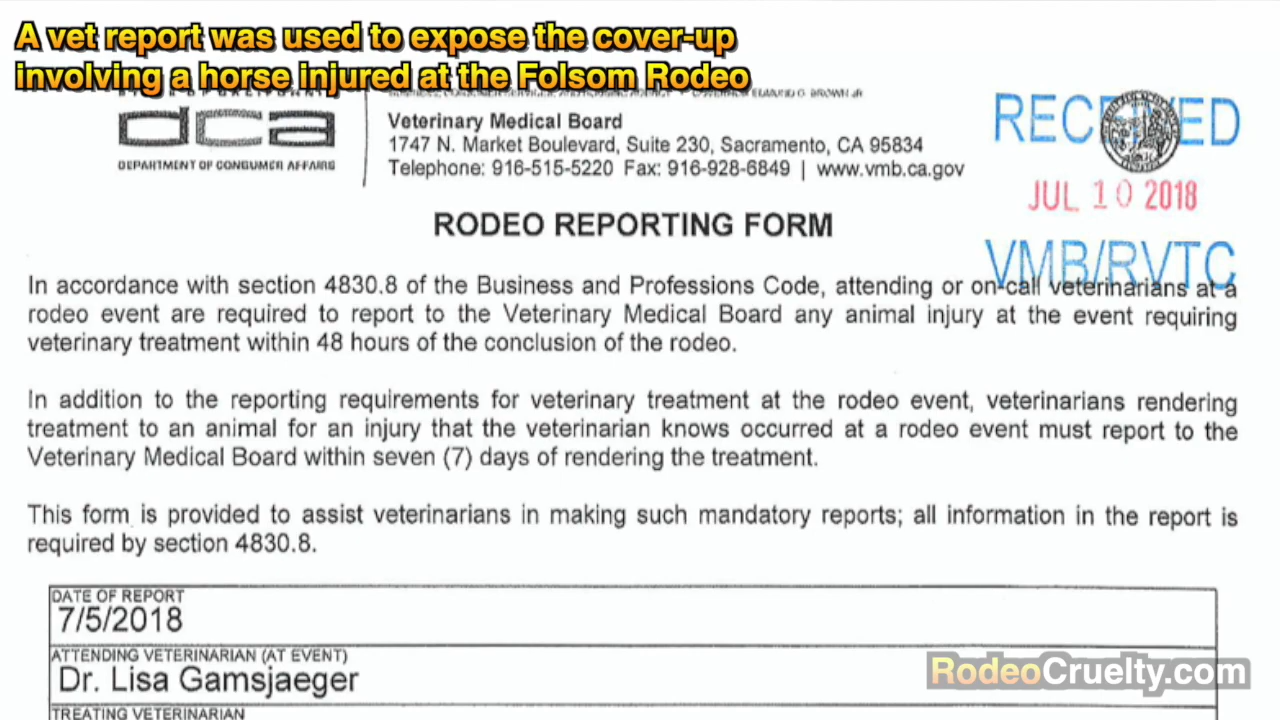 A vet report was used to expose the cover-up
involving a horse injured at the Folsom Rodeo
dca
DEPARTMENT OF CONSUMER AFFAIRS
Veterinary Medical Board
1747 N. Market Boulevard, Suite 230, Sacramento, CA 95834
Telephone: 916-515-5220 Fax: 916-928-6849 | www.vmb.ca.gov
RECEIVED
JUL 10 2018
VMB/RVTC
RODEO REPORTING FORM
In accordance with section 4830.8 of the Business and Professions Code, attending or on-call veterinarians at a
rodeo event are required to report to the Veterinary Medical Board any animal injury at the event requiring
veterinary treatment within 48 hours of the conclusion of the rodeo.
In addition to the reporting requirements for veterinary treatment at the rodeo event, veterinarians rendering
treatment to an animal for an injury that the veterinarian knows occurred at a rodeo event must report to the
Veterinary Medical Board within seven (7) days of rendering the treatment.
This form is provided to assist veterinarians in making such mandatory reports; all information in the report is
required by section 4830.8.
DATE OF REPORT
7/5/2018
ATTENDING VETERINARIAN (AT EVENT)
Dr. Lisa Gamsjaeger
TREATING VETERINARIAN
RodeoCruelty.com